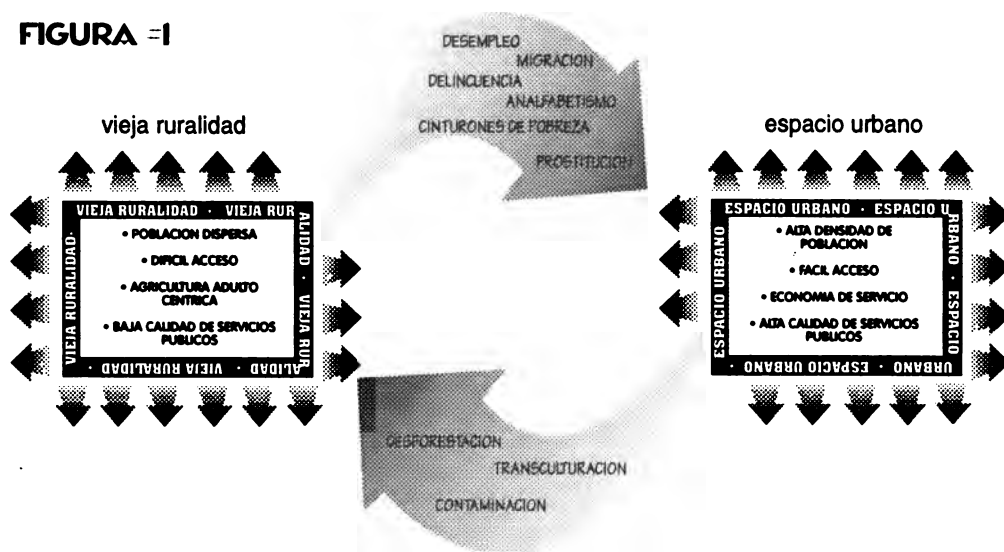 FIGURA =1
DESEMPLEO
MIGRACION
DELINCUENCIA
ANALFABETISMO
CINTURONES DE POBREZA
PROSTITUCION
vieja ruralidad
VIEJA RURALIDAD · VIEJA RUR
ALIDAD · VIEJA RUR
ALIDAD · VIEJA RURALIDAD ·
VIEJA RURALIDAD·
• POBLACION DISPERSA
• DIFICIL ACCESO
• AGRICULTURA ADULTO
CENTRICA
• BAJA CALIDAD DE SERVICIOS
PUBLICOS
espacio urbano
ESPACIO URBANO · ESPACIO U
RBANO · ESPACIO
URBANO · ESPACIO URBANO ·
ESPACIO URBANO
• ALTA DENSIDAD DE
POBLACION
• FACIL ACCESO
• ECONOMIA DE SERVICIO
• ALTA CALIDAD DE SERVICIOS
PUBLICOS
DESFORESTACION
TRANSCULTURACION
CONTAMINACION